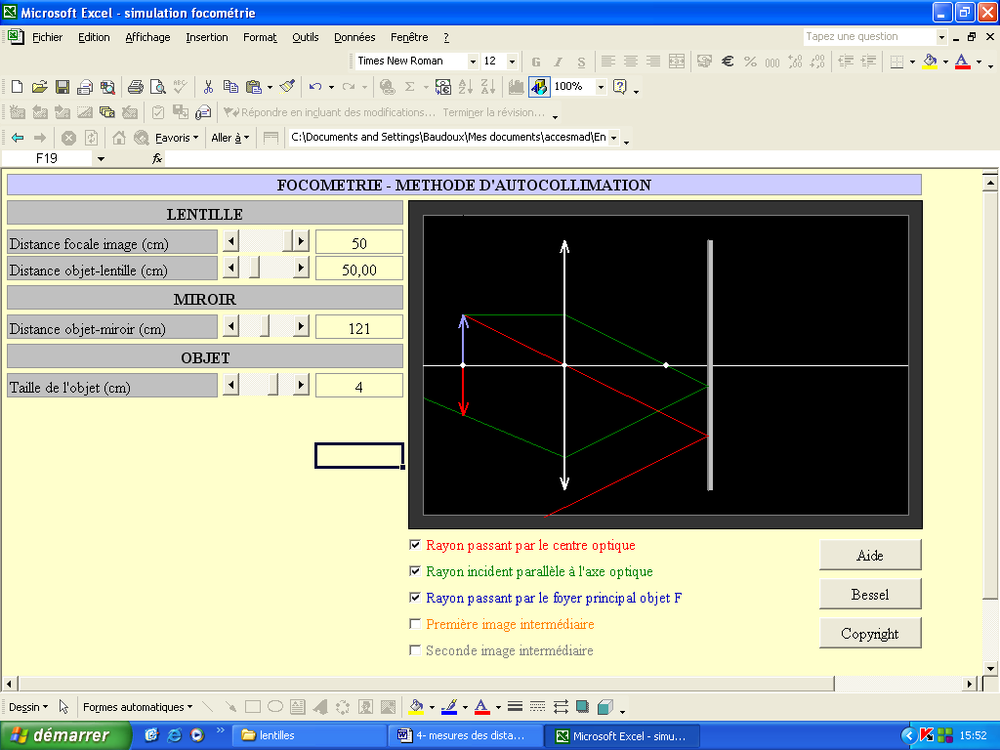 Microsoft Excel - simulation focométrie
Fichier Edition Affichage Insertion Format Outils Données Fenêtre ?
Tapez une question
Times New Roman 12 G I S € % 000
Σ 100%
Répondre en incluant des modifications... Terminer la révision...
Favoris Aller à C:\Documents and Settings\Baudoux\Mes documents\accesmad\En
F19 fx
FOCOMETRIE - METHODE D'AUTOCOLLIMATION
LENTILLE
Distance focale image (cm) 50
Distance objet-lentille (cm) 50,00
MIROIR
Distance objet-miroir (cm) 121
OBJET
Taille de l'objet (cm) 4
Rayon passant par le centre optique
Rayon incident parallèle à l'axe optique
Rayon passant par le foyer principal objet F
Première image intermédiaire
Seconde image intermédiaire
Aide
Bessel
Copyright
Dessin Formes automatiques
démarrer lentilles 4- mesures des dista... Microsoft Excel - simu... 15:52